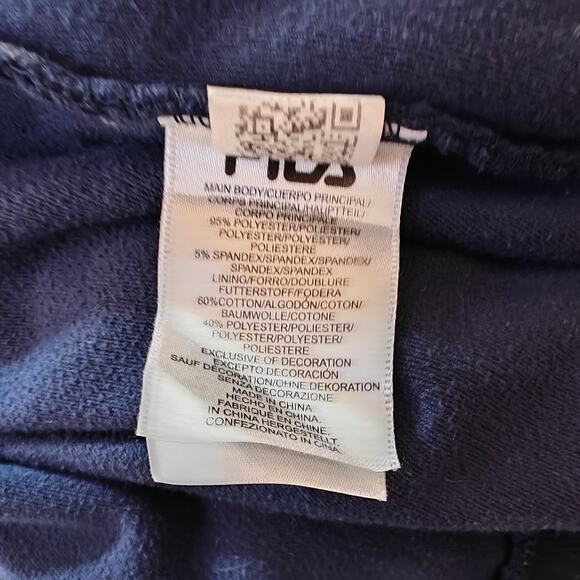 FILA
MAIN BODY/CUERPO PRINCIPAL/
CORPS PRINCIPAL/HAUPTTEIL/
CORPO PRINCIPALE
95% POLYESTER/POLIESTER/
POLYESTER/POLYESTER/
POLIESTERE
5% SPANDEX/SPANDEX/SPANDEX/
SPANDEX/SPANDEX
LINING/FORRO/DOUBLURE
FUTTERSTOFF/FODERA
60%COTTON/ALGODÓN/COTON/
BAUMWOLLE/COTONE
40% POLYESTER/POLIESTER/
POLYESTER/POLYESTER/
POLIESTERE
EXCLUSIVE OF DECORATION
EXCEPTO DECORACIÓN
SAUF DÉCORATION/OHNE DEKORATION
SENZA DECORAZIONE
MADE IN CHINA
HECHO EN CHINA.
FABRIQUÉ EN CHINE.
IN CHINA HERGESTELLT.
CONFEZIONATO IN CINA.